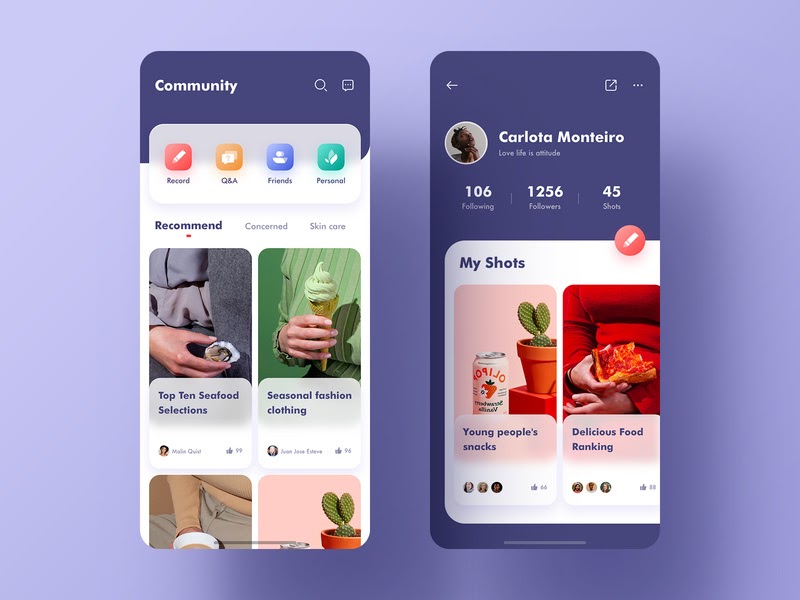 Community
Record
Q&A
Friends
Personal
Recommend
Concerned
Skin care
Top Ten Seafood
Selections
Malin Quist
99
Seasonal fashion
clothing
Juan Jose Esteve
96
Carlota Monteiro
Love life is attitude
106
Following
1256
Followers
45
Shots
My Shots
OLIPOP
Strawberry
Vanilla
Young people's
snacks
66
Delicious Food
Ranking
88